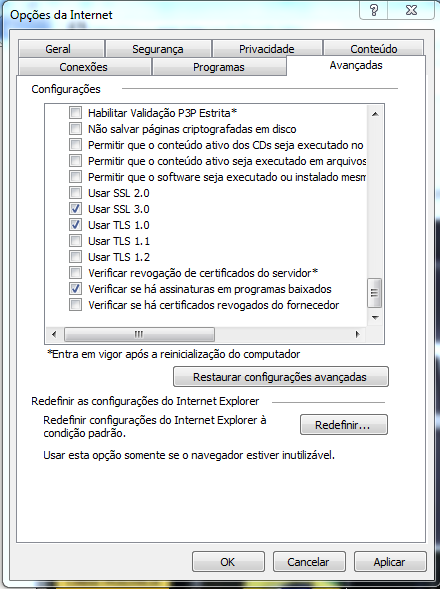 Opções da Internet
Geral
Segurança
Privacidade
Conteúdo
Conexões
Programas
Avançadas
Configurações
Habilitar Validação P3P Estrita*
Não salvar páginas criptografadas em disco
Permitir que o conteúdo ativo dos CDs seja executado no
Permitir que o conteúdo ativo seja executado em arquivos
Permitir que o software seja executado ou instalado mesm
Usar SSL 2.0
Usar SSL 3.0
Usar TLS 1.0
Usar TLS 1.1
Usar TLS 1.2
Verificar revogação de certificados do servidor*
Verificar se há assinaturas em programas baixados
Verificar se há certificados revogados do fornecedor
*Entra em vigor após a reinicialização do computador
Restaurar configurações avançadas
Redefinir as configurações do Internet Explorer
Redefinir configurações do Internet Explorer à
condição padrão.
Redefinir...
Usar esta opção somente se o navegador estiver inutilizável.
OK
Cancelar
Aplicar